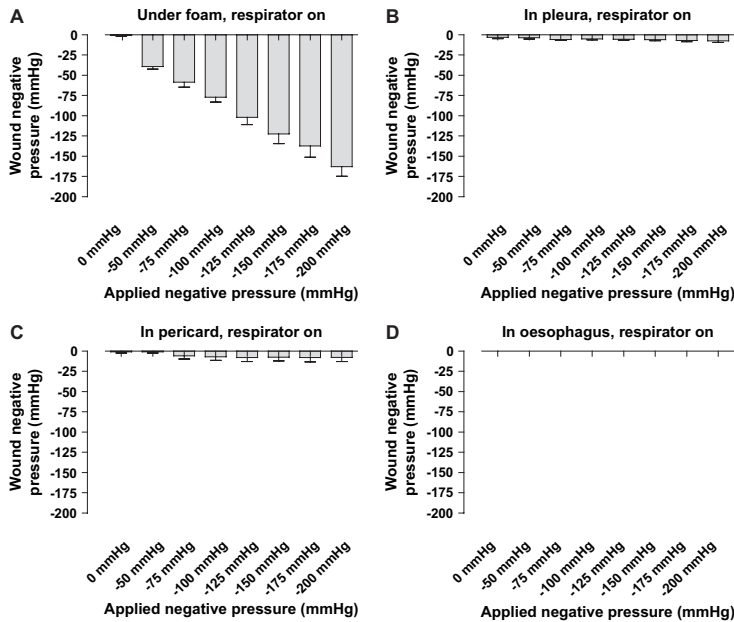 A
Under foam, respirator on
Wound negative
pressure (mmHg)
0
-25
-50
-75
-100
-125
-150
-175
-200
0 mmHg
-50 mmHg
-75 mmHg
-100 mmHg
-125 mmHg
-150 mmHg
-175 mmHg
-200 mmHg
Applied negative pressure (mmHg)
B
In pleura, respirator on
Wound negative
pressure (mmHg)
0
-25
-50
-75
-100
-125
-150
-175
-200
0 mmHg
-50 mmHg
-75 mmHg
-100 mmHg
-125 mmHg
-150 mmHg
-175 mmHg
-200 mmHg
Applied negative pressure (mmHg)
C
In pericard, respirator on
Wound negative
pressure (mmHg)
0
-25
-50
-75
-100
-125
-150
-175
-200
0 mmHg
-50 mmHg
-75 mmHg
-100 mmHg
-125 mmHg
-150 mmHg
-175 mmHg
-200 mmHg
Applied negative pressure (mmHg)
D
In oesophagus, respirator on
Wound negative
pressure (mmHg)
0
-25
-50
-75
-100
-125
-150
-175
-200
0 mmHg
-50 mmHg
-75 mmHg
-100 mmHg
-125 mmHg
-150 mmHg
-175 mmHg
-200 mmHg
Applied negative pressure (mmHg)